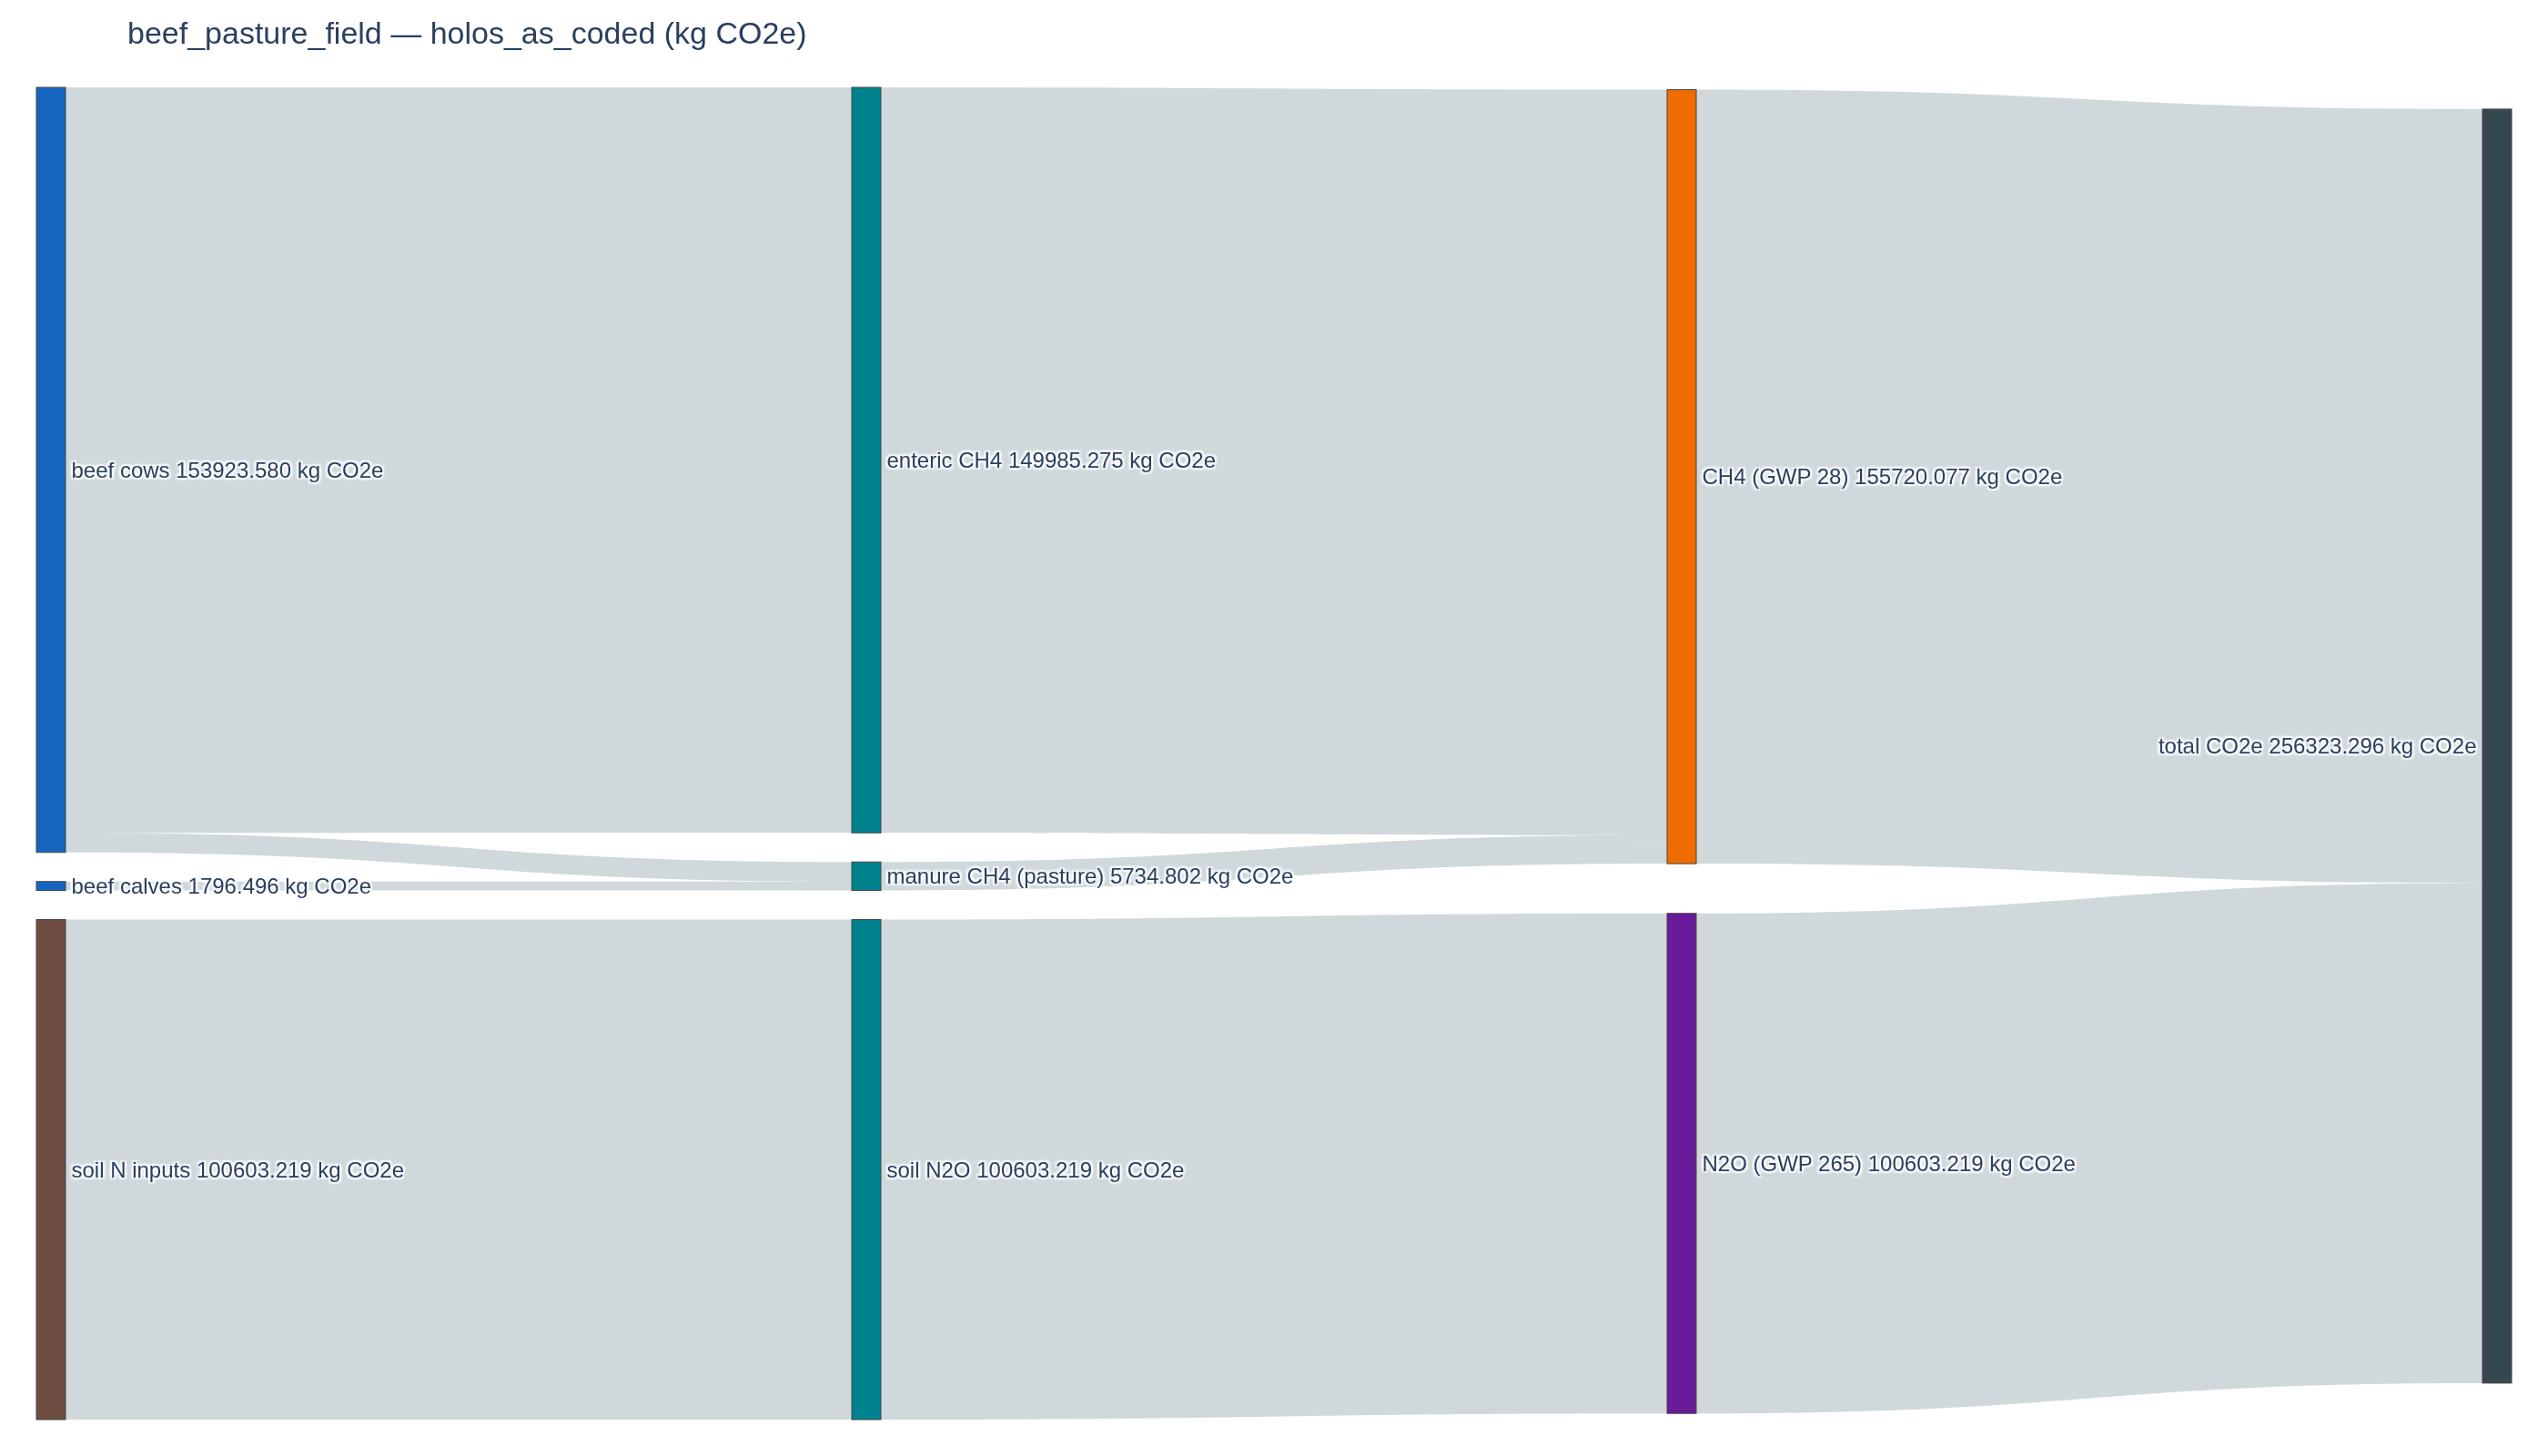 beef_pasture_field — holos_as_coded (kg CO2e)
beef cows 153923.580 kg CO2e
enteric CH4 149985.275 kg CO2e
CH4 (GWP 28) 155720.077 kg CO2e
total CO2e 256323.296 kg CO2e
beef calves 1796.496 kg CO2e
manure CH4 (pasture) 5734.802 kg CO2e
soil N inputs 100603.219 kg CO2e
soil N2O 100603.219 kg CO2e
N2O (GWP 265) 100603.219 kg CO2e